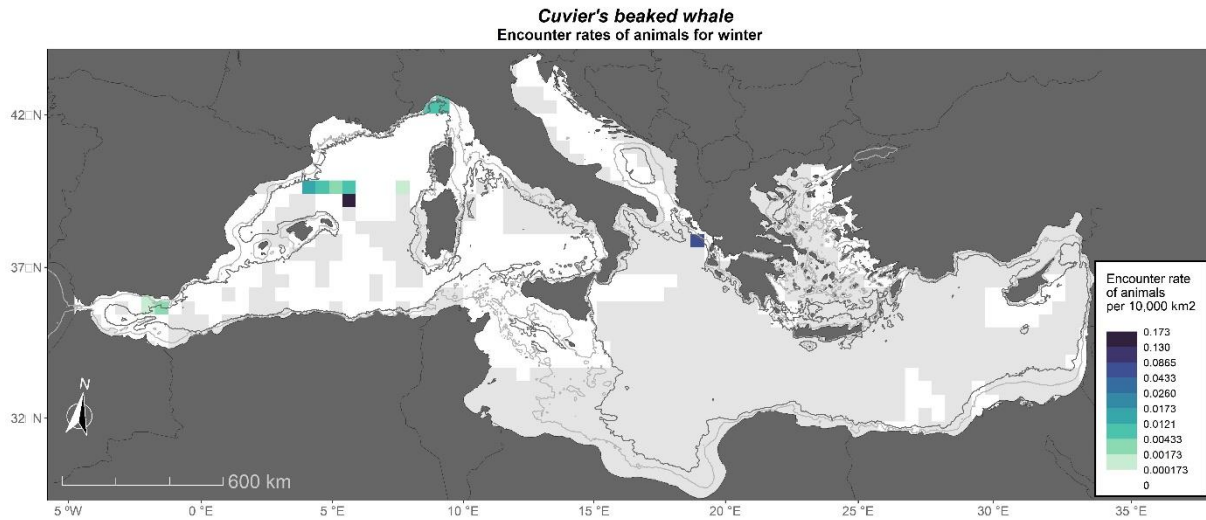 Cuvier's beaked whale
Encounter rates of animals for winter
42□N
37□N
32□N
N
600 km
5 °W
0 °E
5 °E
10 °E
15 °E
20 °E
25 °E
30 °E
35 °E
Encounter rate
of animals
per 10,000 km2
0.173
0.130
0.0865
0.0433
0.0260
0.0173
0.0121
0.00433
0.00173
0.000173
0